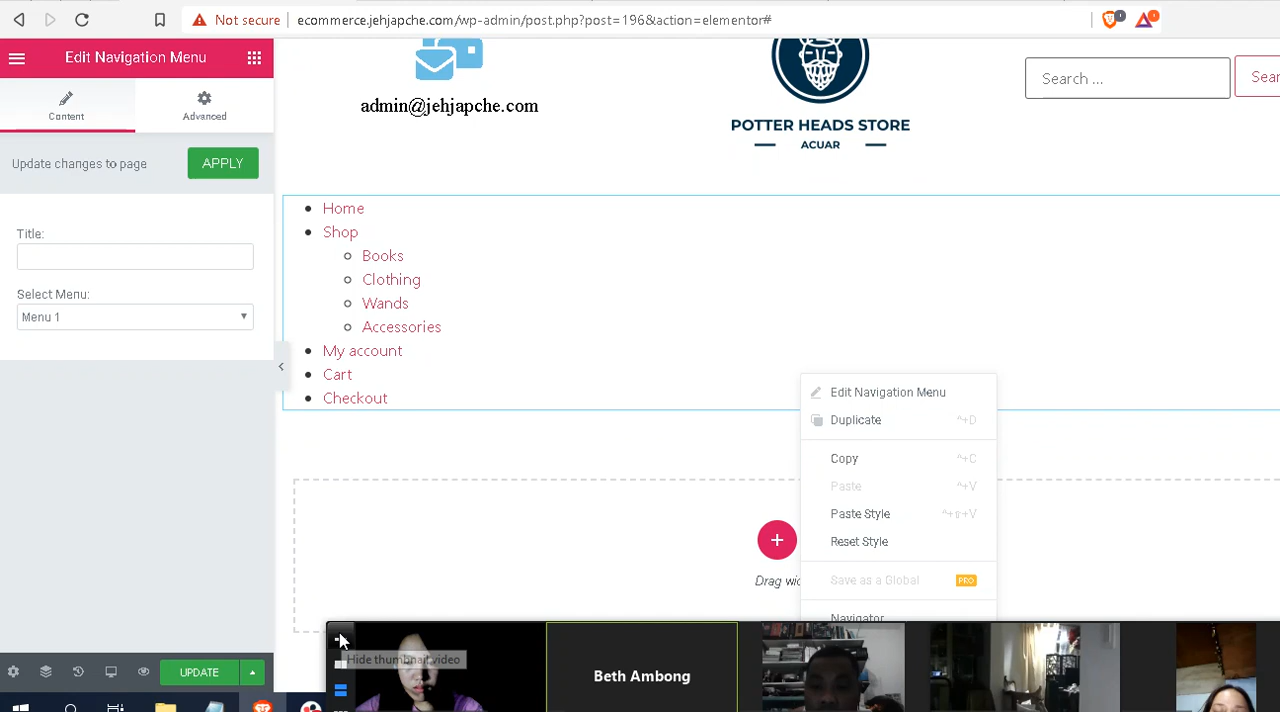 Not secure | ecommerce.jehjapche.com/wp-admin/post.php?post=196&action=elementor#
Edit Navigation Menu
Content
Advanced
Update changes to page
APPLY
Title:
Select Menu:
Menu 1
UPDATE
admin@jehjapche.com
POTTER HEADS STORE
ACUAR
Search ...
Sear
Home
Shop
Books
Clothing
Wands
Accessories
My account
Cart
Checkout
Edit Navigation Menu
Duplicate ^+D
Copy ^+C
Paste ^+V
Paste Style ^+⇧+V
Reset Style
Save as a Global PRO
Navigator
Drag wid
Hide thumbnail video
Beth Ambong